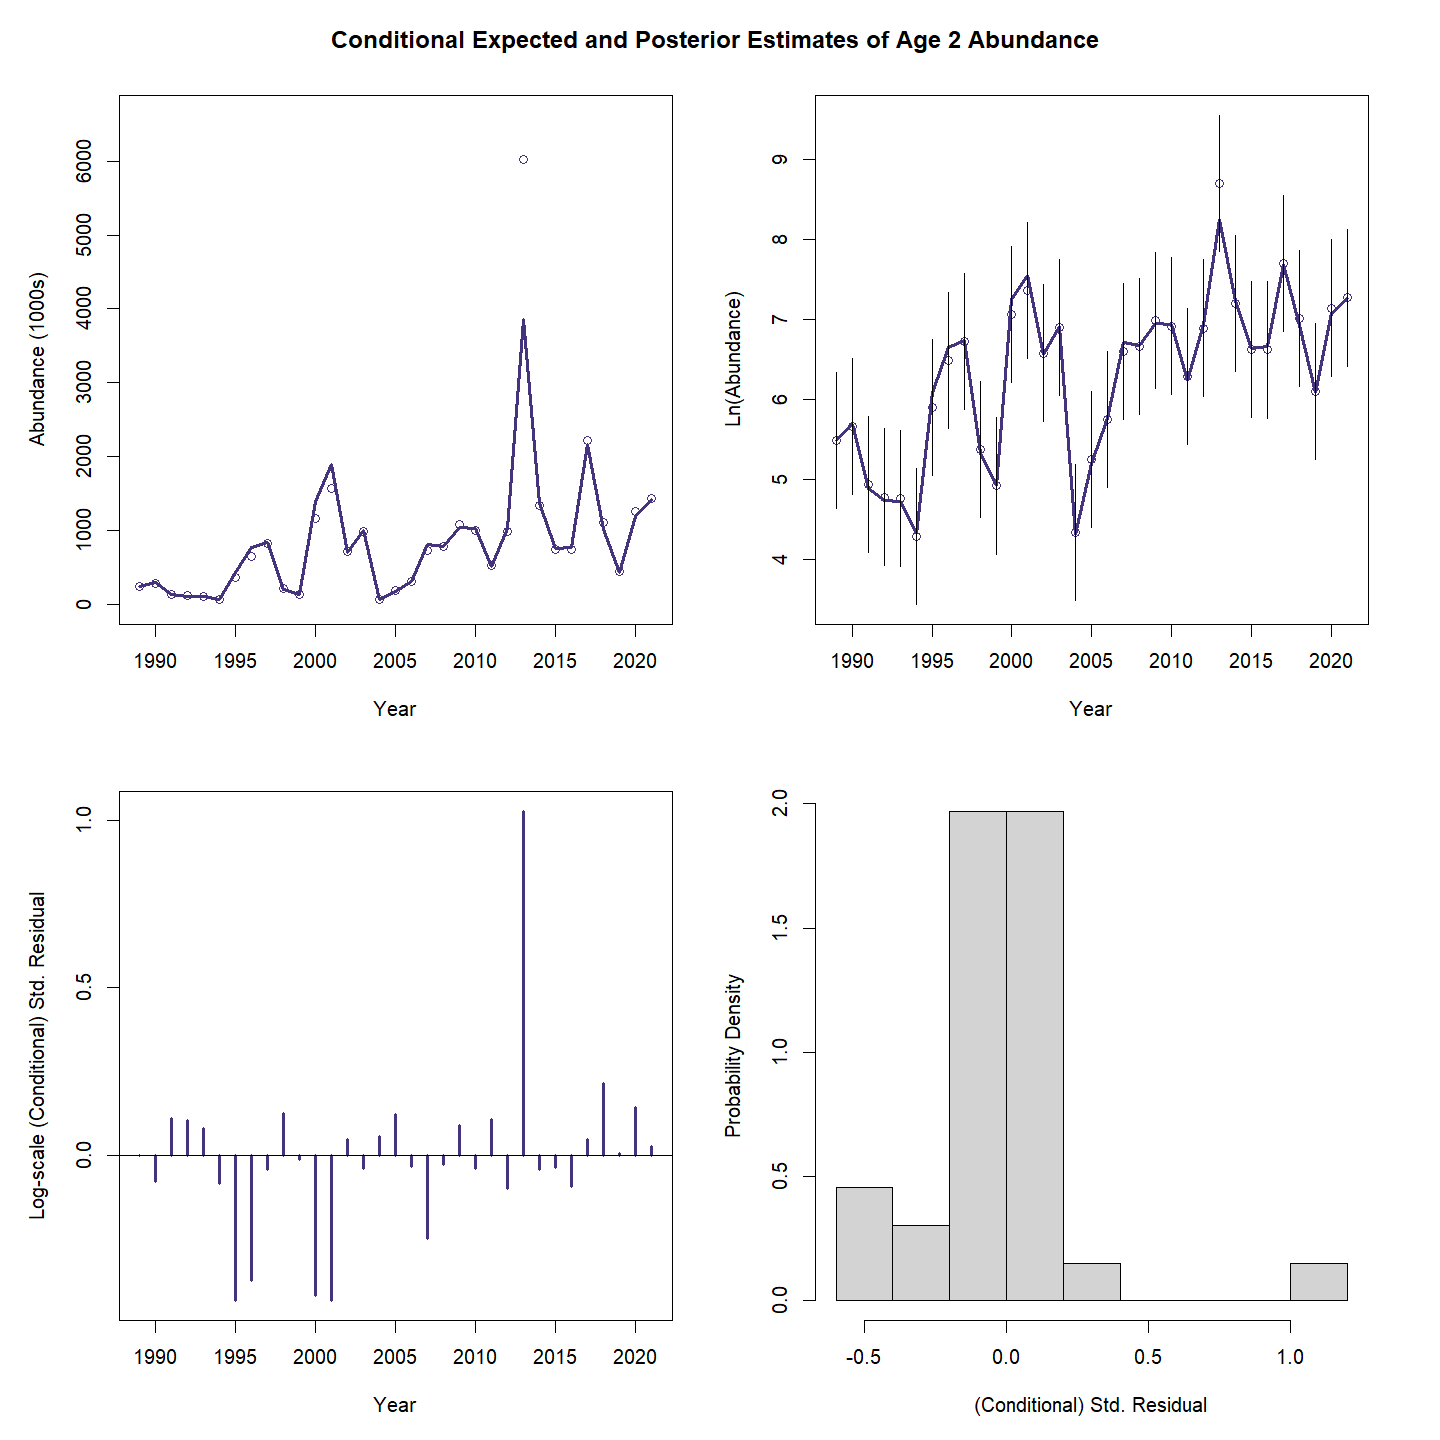 Conditional Expected and Posterior Estimates of Age 2 Abundance
Abundance (1000s)
6000
5000
4000
3000
2000
1000
0
1990 1995 2000 2005 2010 2015 2020
Year
Ln(Abundance)
9
8
7
6
5
4
1990 1995 2000 2005 2010 2015 2020
Year
Log-scale (Conditional) Std. Residual
1.0
0.5
0.0
1990 1995 2000 2005 2010 2015 2020
Year
Probability Density
2.0
1.5
1.0
0.5
0.0
-0.5 0.0 0.5 1.0
(Conditional) Std. Residual